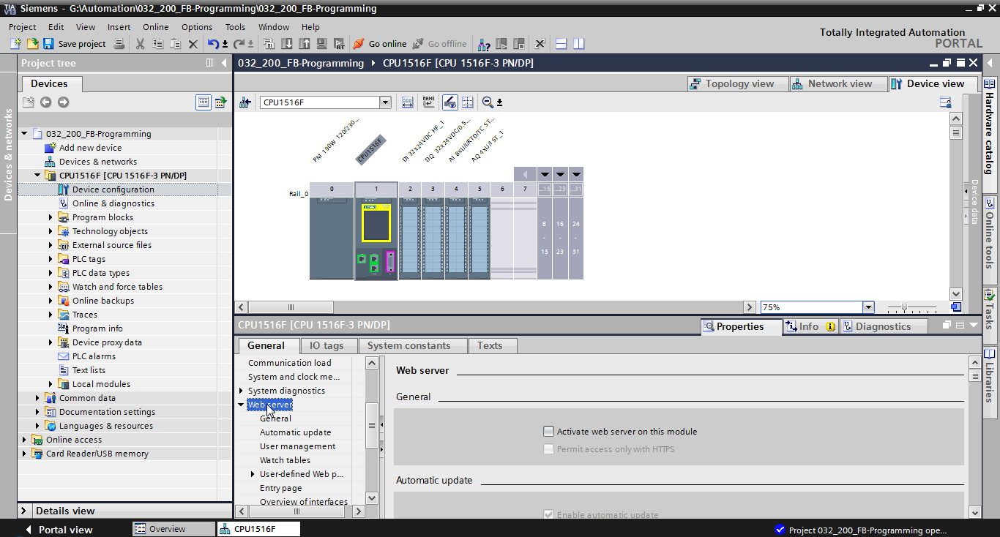 TIA V13 Siemens - G:\Automation\032_200_FB-Programming\032_200_FB-Programming
Project Edit View Insert Online Options Tools Window Help
Totally Integrated Automation
PORTAL
Save project Go online Go offline
Project tree
032_200_FB-Programming CPU1516F [CPU 1516F-3 PN/DP]
Devices
Topology view Network view Device view
CPU1516F
Devices & networks
032_200_FB-Programming
Add new device
Devices & networks
CPU1516F [CPU 1516F-3 PN/DP]
Device configuration
Online & diagnostics
Program blocks
Technology objects
External source files
PLC tags
PLC data types
Watch and force tables
Online backups
Traces
Program info
Device proxy data
PLC alarms
Text lists
Local modules
Common data
Documentation settings
Languages & resources
Online access
Card Reader/USB memory
Details view
PM 190W 120/230...
CPU1516F
DI 32x24VDC HF_1
DQ 32x24VDC/0.5...
AI 8xU/I/RTD/TC ST...
AQ 4xU/I ST_1
Rail_0
0 1 2 3 4 5 6 7 ...15 ...23 ...31
8 16 24
- - -
15 23 31
75%
Device data
Hardware catalog
Online tools
Tasks
Libraries
CPU1516F [CPU 1516F-3 PN/DP]
Properties Info Diagnostics
General IO tags System constants Texts
Communication load
System and clock me...
System diagnostics
Web server
General
Automatic update
User management
Watch tables
User-defined Web p...
Entry page
Overview of interfaces
Web server
General
Activate web server on this module
Permit access only with HTTPS
Automatic update
Enable automatic update
Portal view Overview CPU1516F Project 032_200_FB-Programming ope...